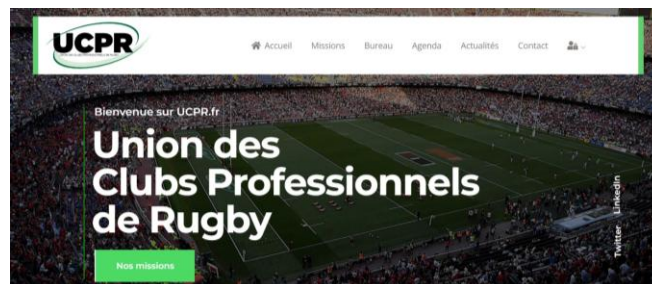 UCPR
Accueil Missions Bureau Agenda Actualités Contact
Bienvenue sur UCPR.fr
Union des
Clubs Professionnels
de Rugby
Nos missions
Twitter LinkedIn